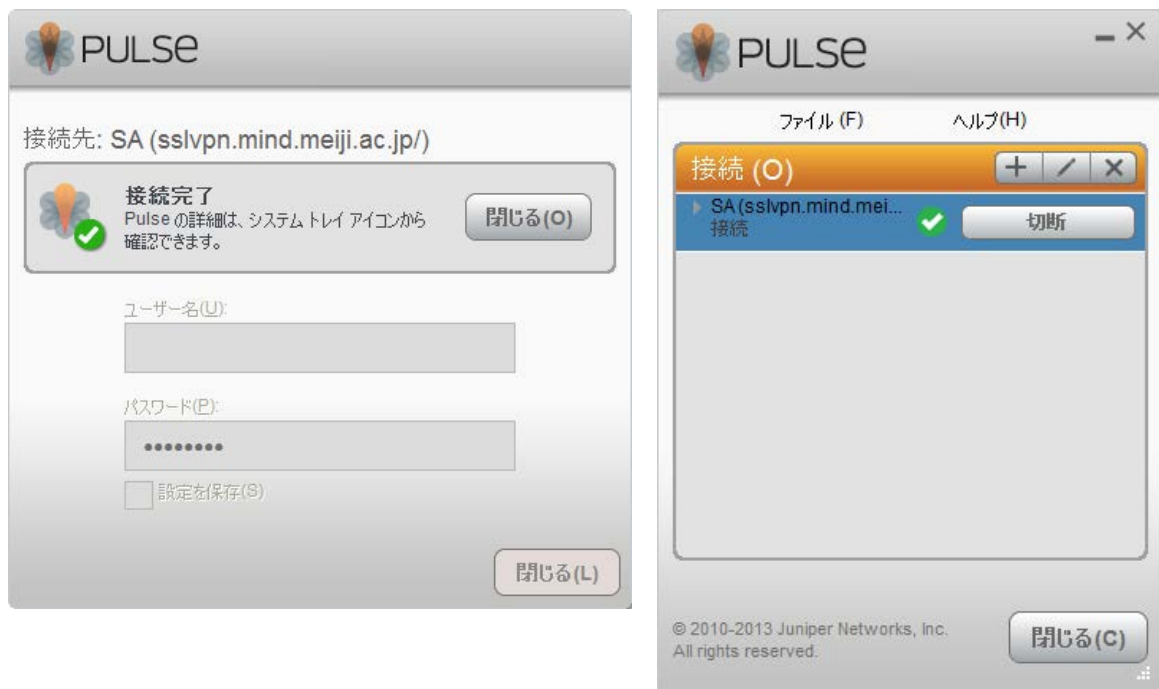 PULSe
接続先: SA (sslvpn.mind.meiji.ac.jp/)
接続完了
Pulse の詳細は、システム トレイ アイコンから
確認できます。
閉じる(O)
ユーザー名(U):
パスワード(P):
••••••••
設定を保存(S)
閉じる(L)
PULSe
ファイル (F) ヘルプ(H)
接続 (O)
SA (sslvpn.mind.mei...
接続
切断
© 2010-2013 Juniper Networks, Inc.
All rights reserved.
閉じる(C)